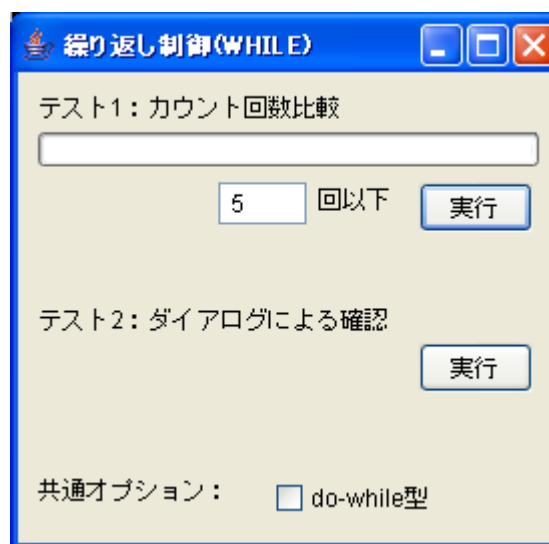 繰り返し制御(WHILE)
テスト1：カウント回数比較
5 回以下 実行
テスト2：ダイアログによる確認
実行
共通オプション： do-while型